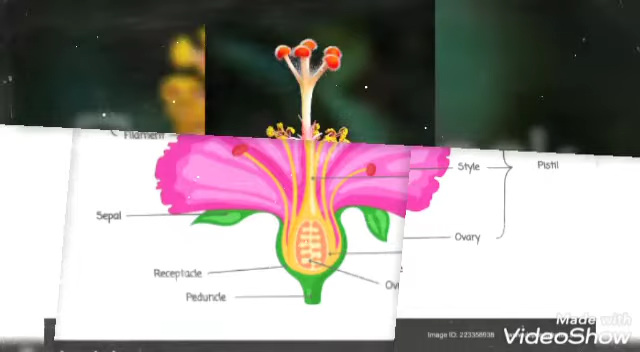 Filament
Style
Pistil
Sepal
Ovary
Receptacle
Peduncle
Made with
VideoShow